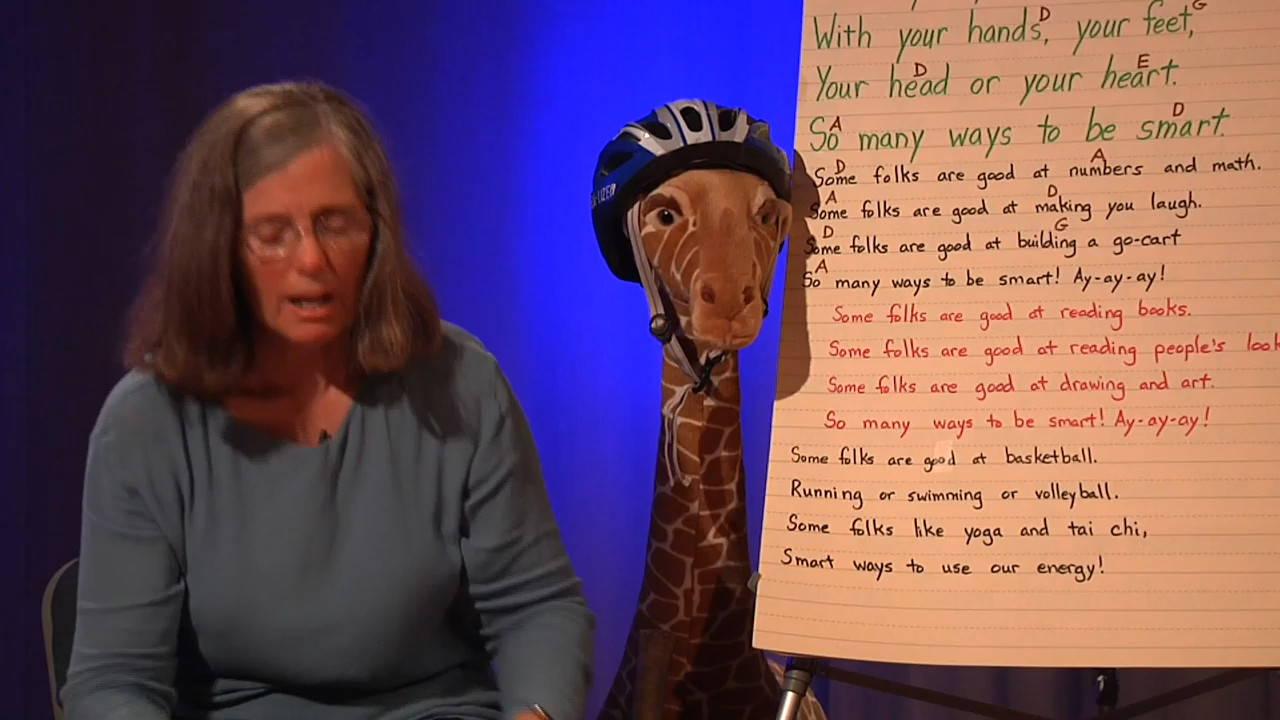 With your hands, your feet,
Your head or your heart.
So many ways to be smart.
Some folks are good at numbers and math.
Some folks are good at making you laugh.
Some folks are good at building a go-cart
So many ways to be smart! Ay-ay-ay!
Some folks are good at reading books.
Some folks are good at reading people's look
Some folks are good at drawing and art.
So many ways to be smart! Ay-ay-ay!
Some folks are good at basketball.
Running or swimming or volleyball.
Some folks like yoga and tai chi,
Smart ways to use our energy!
D G
D E
A D
D A
A D
D G
A